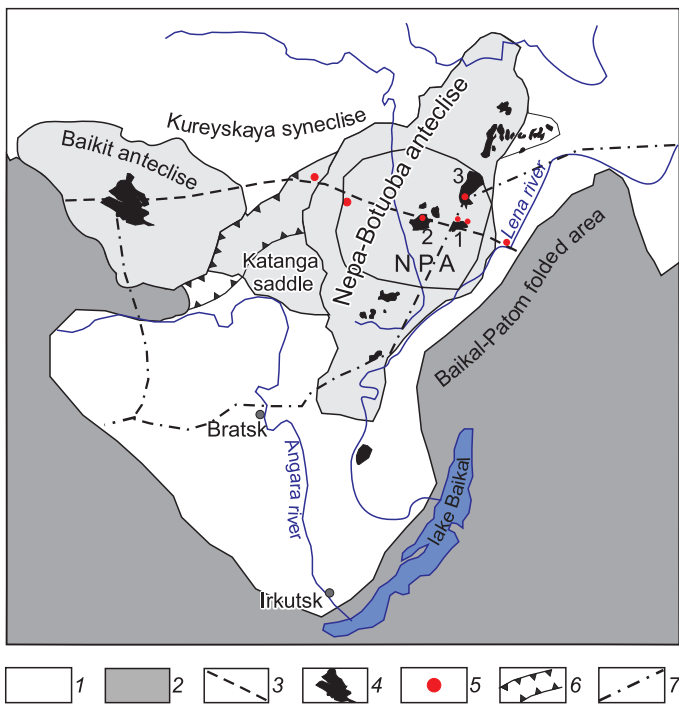 Kureyskaya syneclise
Baikit anteclise
Nepa-Botuoba anteclise
3
Lena river
2
1
N P A
Katanga
saddle
Baikal-Patom folded area
Bratsk
Angara river
lake Baikal
Irkutsk
1 2 3 4 5 6 7